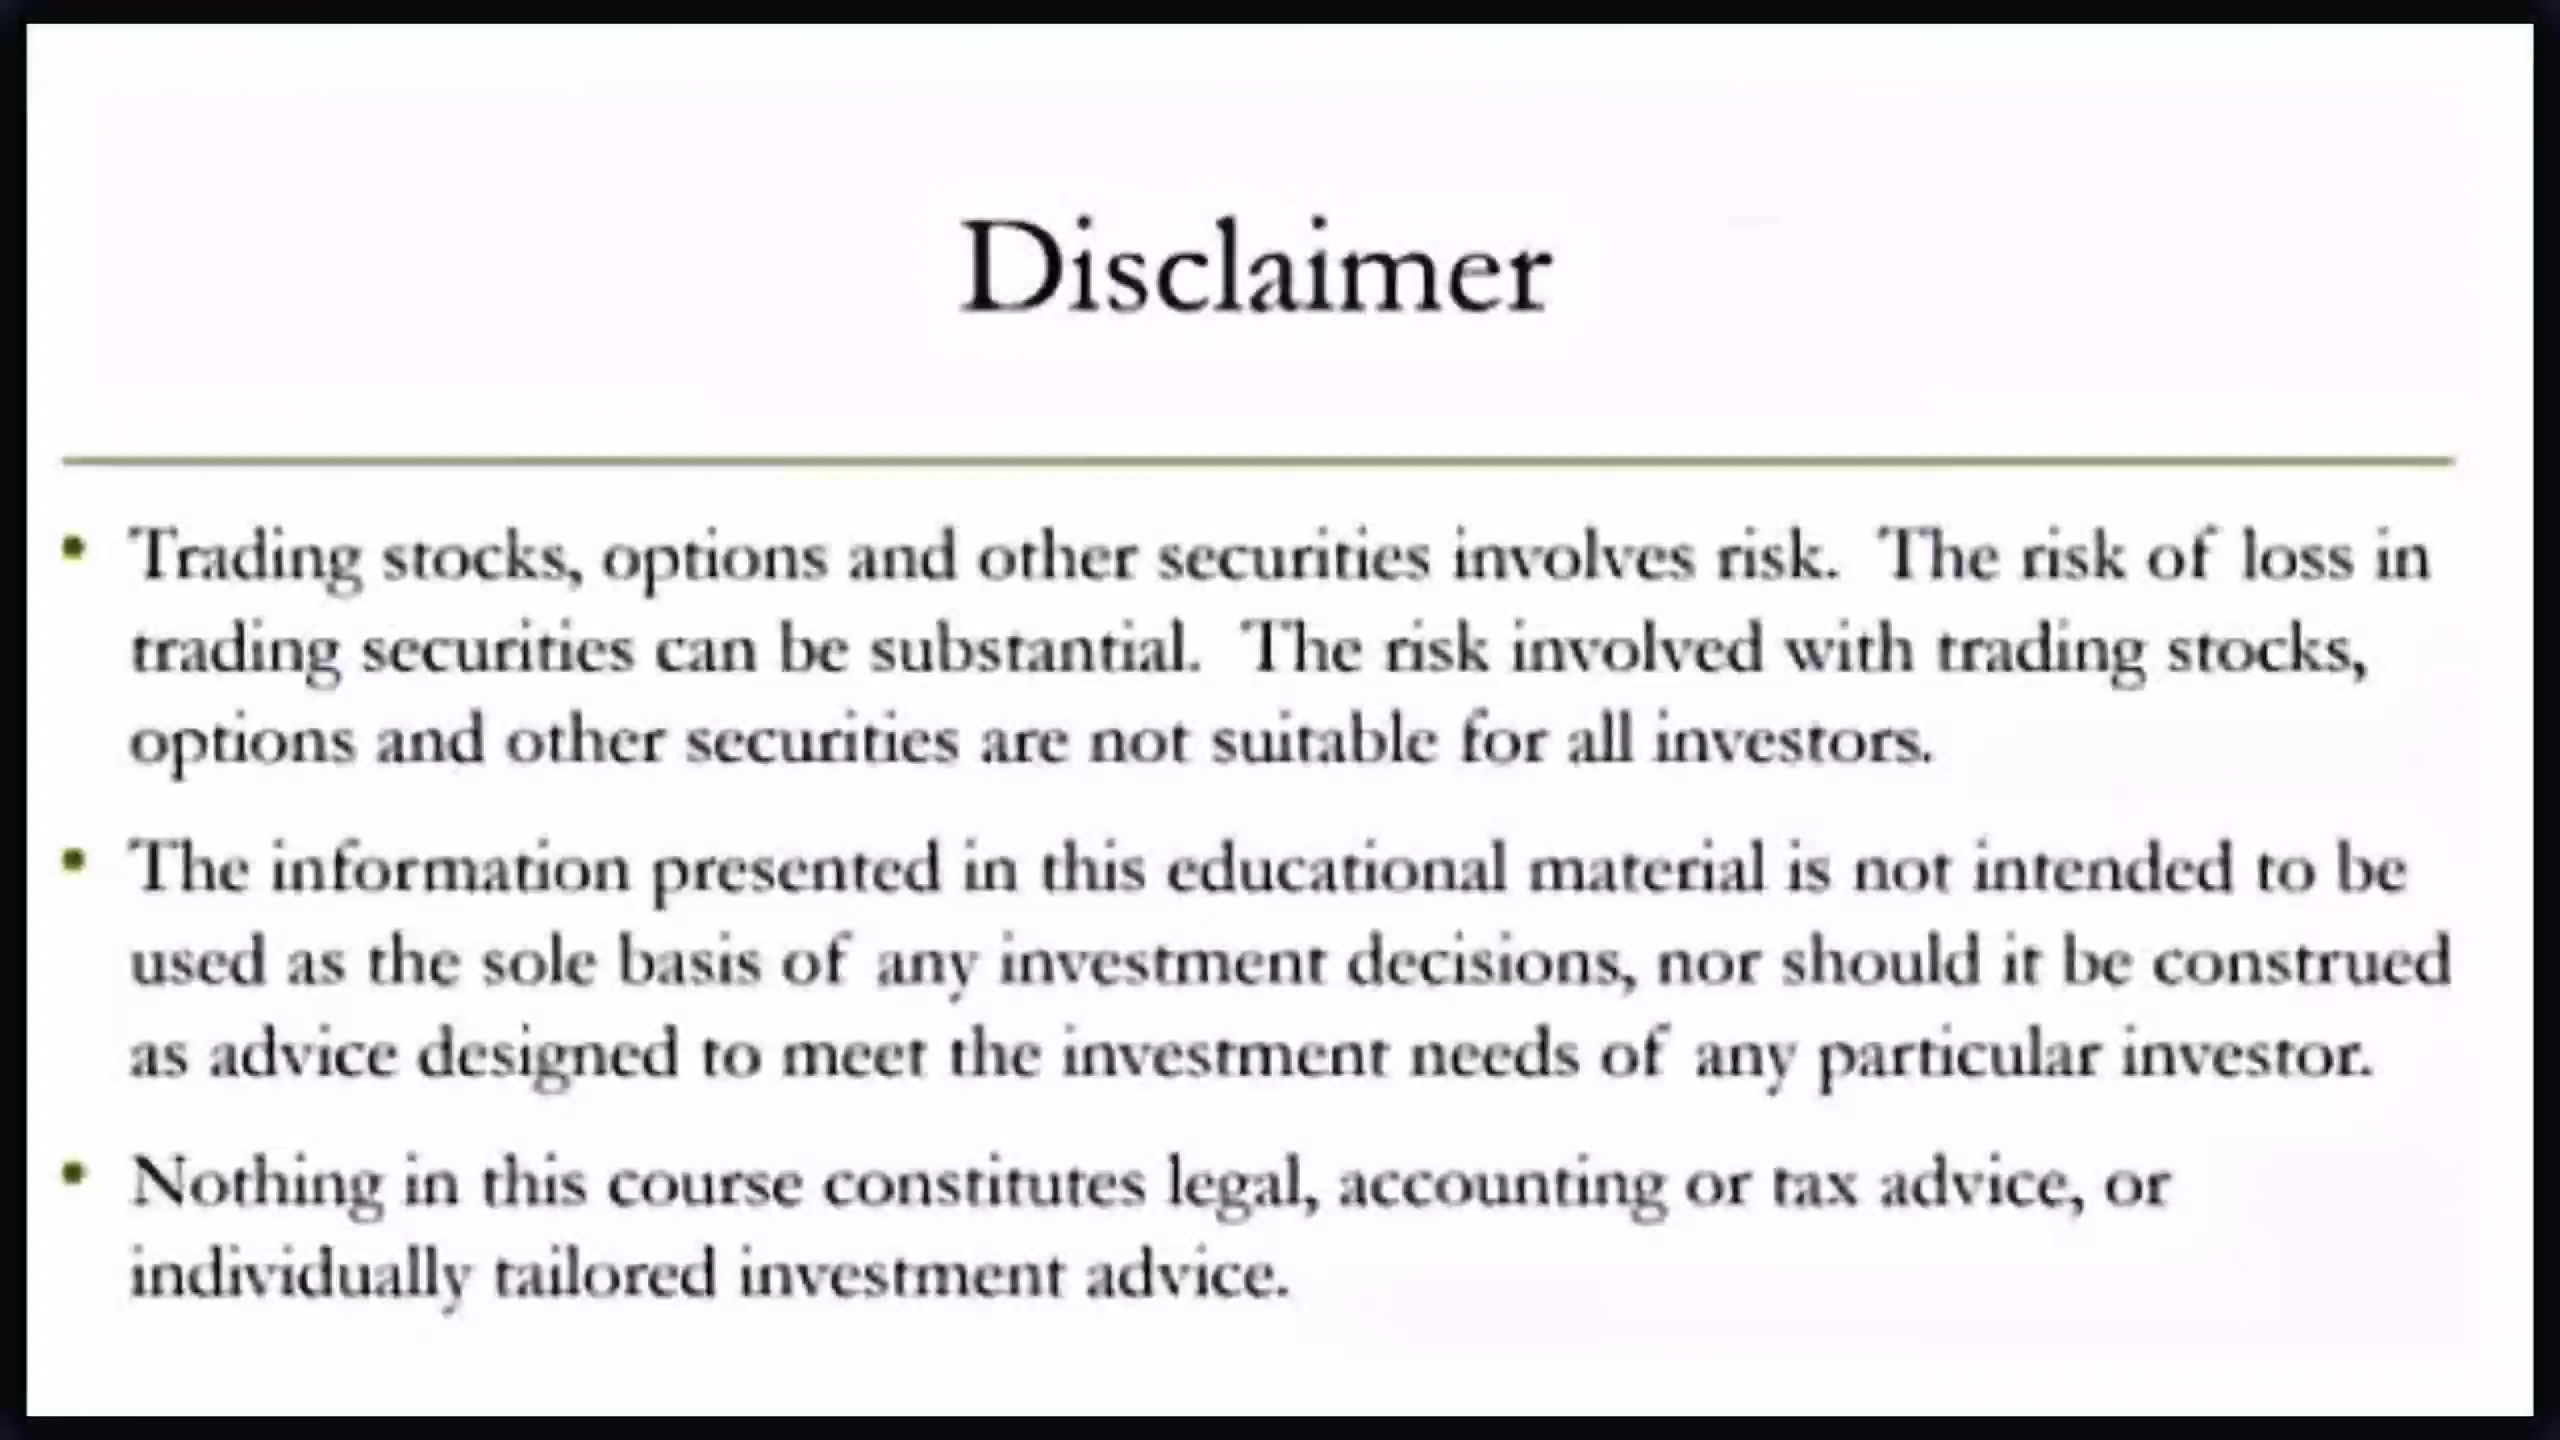 Disclaimer
• Trading stocks, options and other securities involves risk.  The risk of loss in
trading securities can be substantial.  The risk involved with trading stocks,
options and other securities are not suitable for all investors.
• The information presented in this educational material is not intended to be
used as the sole basis of any investment decisions, nor should it be construed
as advice designed to meet the investment needs of any particular investor.
• Nothing in this course constitutes legal, accounting or tax advice, or
individually tailored investment advice.